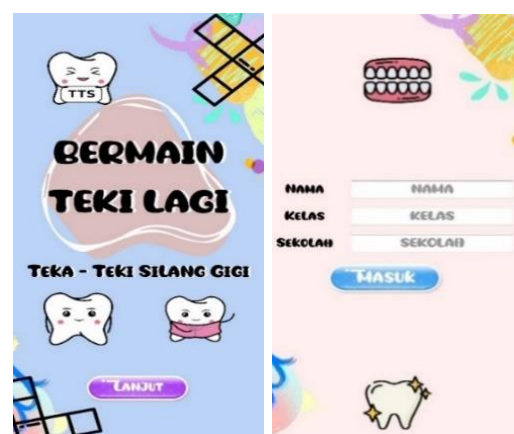 TTS
BERMAIN
TEKI LAGI
TEKA - TEKI SILANG GIGI
LANJUT
NAMA NAMA
KELAS KELAS
SEKOLAH SEKOLAH
MASUK